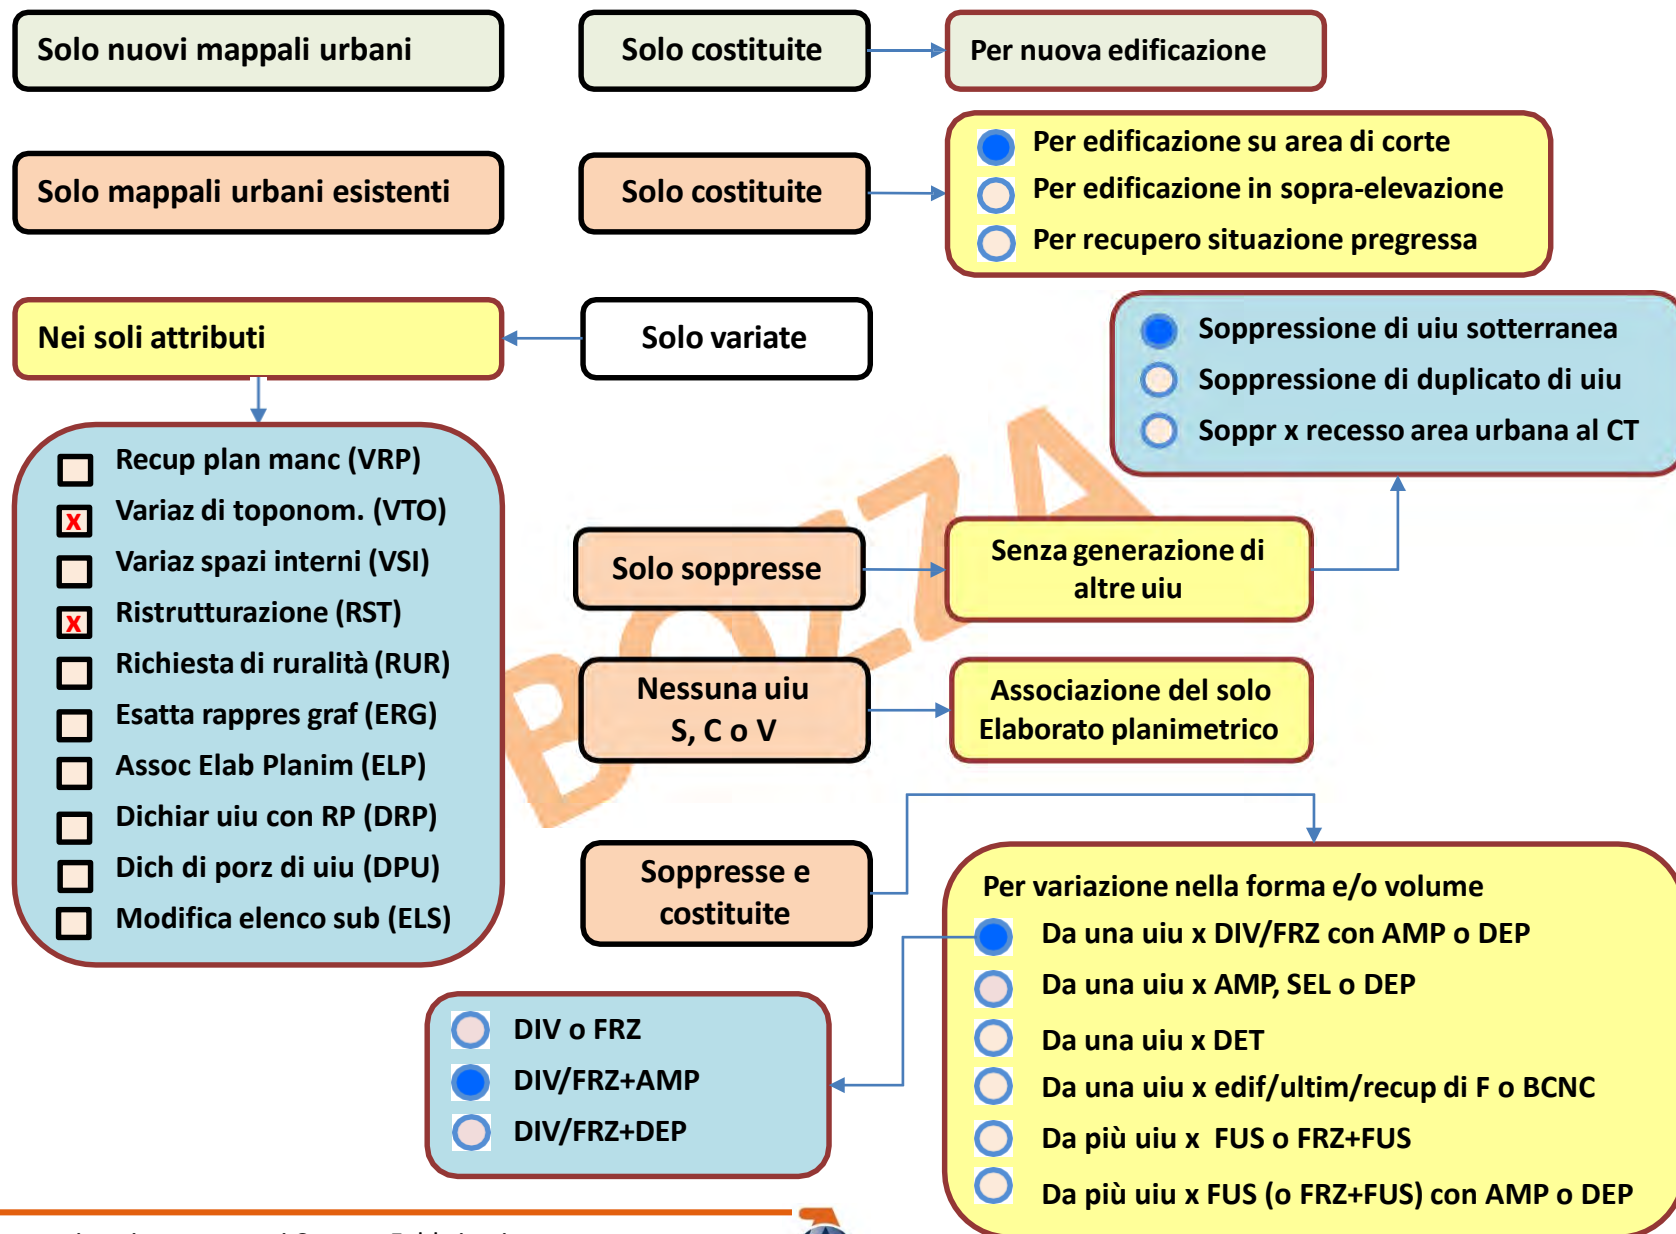 Solo nuovi mappali urbani
Solo costituite
Per nuova edificazione
Solo mappali urbani esistenti
Solo costituite
Per edificazione su area di corte
Per edificazione in sopra-elevazione
Per recupero situazione pregressa
Nei soli attributi
Solo variate
Soppressione di uiu sotterranea
Soppressione di duplicato di uiu
Soppr x recesso area urbana al CT
Recup plan manc (VRP)
x Variaz di toponom. (VTO)
Variaz spazi interni (VSI)
x Ristrutturazione (RST)
Richiesta di ruralità (RUR)
Esatta rappres graf (ERG)
Assoc Elab Planim (ELP)
Dichiar uiu con RP (DRP)
Dich di porz di uiu (DPU)
Modifica elenco sub (ELS)
Solo soppresse
Senza generazione di
altre uiu
Nessuna uiu
S, C o V
Associazione del solo
Elaborato planimetrico
BOZZA
Soppresse e
costituite
Per variazione nella forma e/o volume
Da una uiu x DIV/FRZ con AMP o DEP
Da una uiu x AMP, SEL o DEP
Da una uiu x DET
Da una uiu x edif/ultim/recup di F o BCNC
Da più uiu x FUS o FRZ+FUS
Da più uiu x FUS (o FRZ+FUS) con AMP o DEP
DIV o FRZ
DIV/FRZ+AMP
DIV/FRZ+DEP